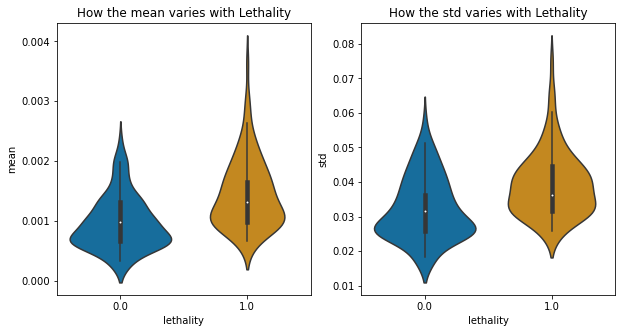 How the mean varies with Lethality
mean
0.004
0.003
0.002
0.001
0.000
0.0 1.0
lethality
How the std varies with Lethality
std
0.08
0.07
0.06
0.05
0.04
0.03
0.02
0.01
0.0 1.0
lethality